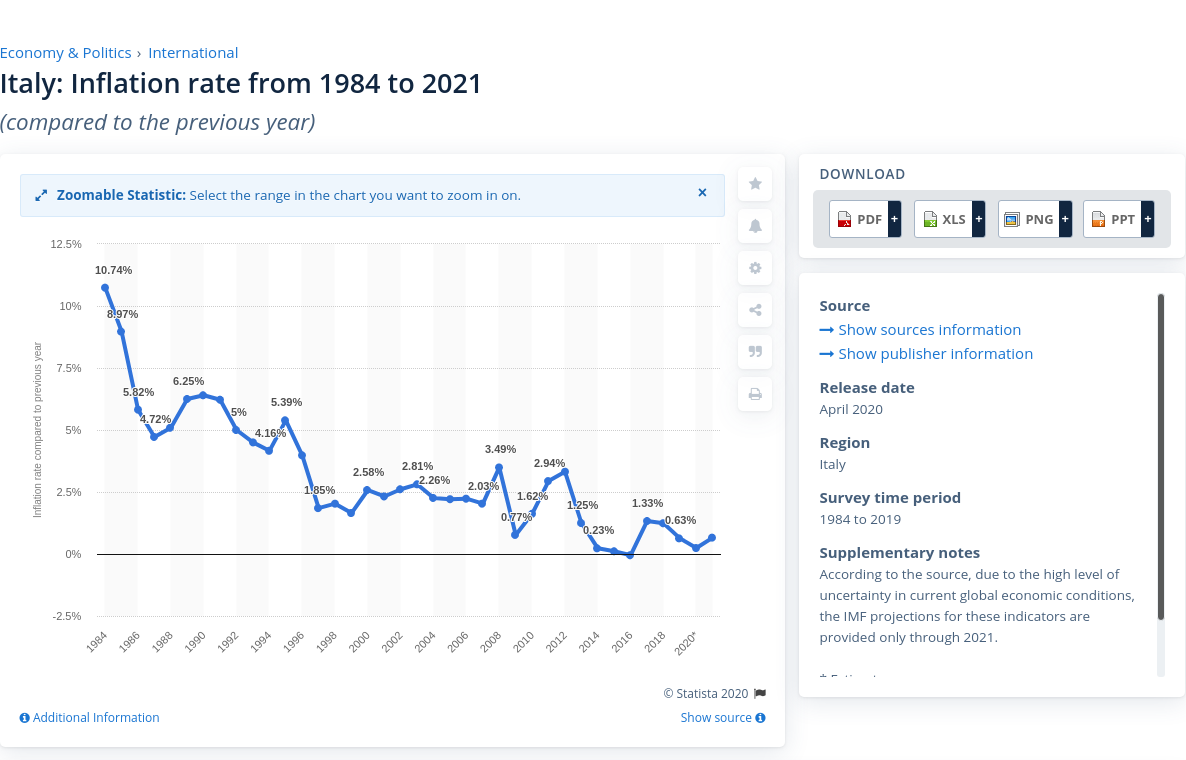 Economy & Politics › International
Italy: Inflation rate from 1984 to 2021
(compared to the previous year)
Zoomable Statistic: Select the range in the chart you want to zoom in on.
×
12.5%
10%
7.5%
5%
2.5%
0%
-2.5%
Inflation rate compared to previous year
10.74%
8.97%
5.82%
4.72%
6.25%
5%
4.16%
5.39%
1.85%
2.58%
2.81%
2.26%
2.03%
3.49%
0.77%
1.62%
2.94%
1.25%
0.23%
1.33%
0.63%
1984
1986
1988
1990
1992
1994
1996
1998
2000
2002
2004
2006
2008
2010
2012
2014
2016
2018
2020*
© Statista 2020
Additional Information
Show source
DOWNLOAD
PDF +
XLS +
PNG +
PPT +
Source
Show sources information
Show publisher information
Release date
April 2020
Region
Italy
Survey time period
1984 to 2019
Supplementary notes
According to the source, due to the high level of
uncertainty in current global economic conditions,
the IMF projections for these indicators are
provided only through 2021.